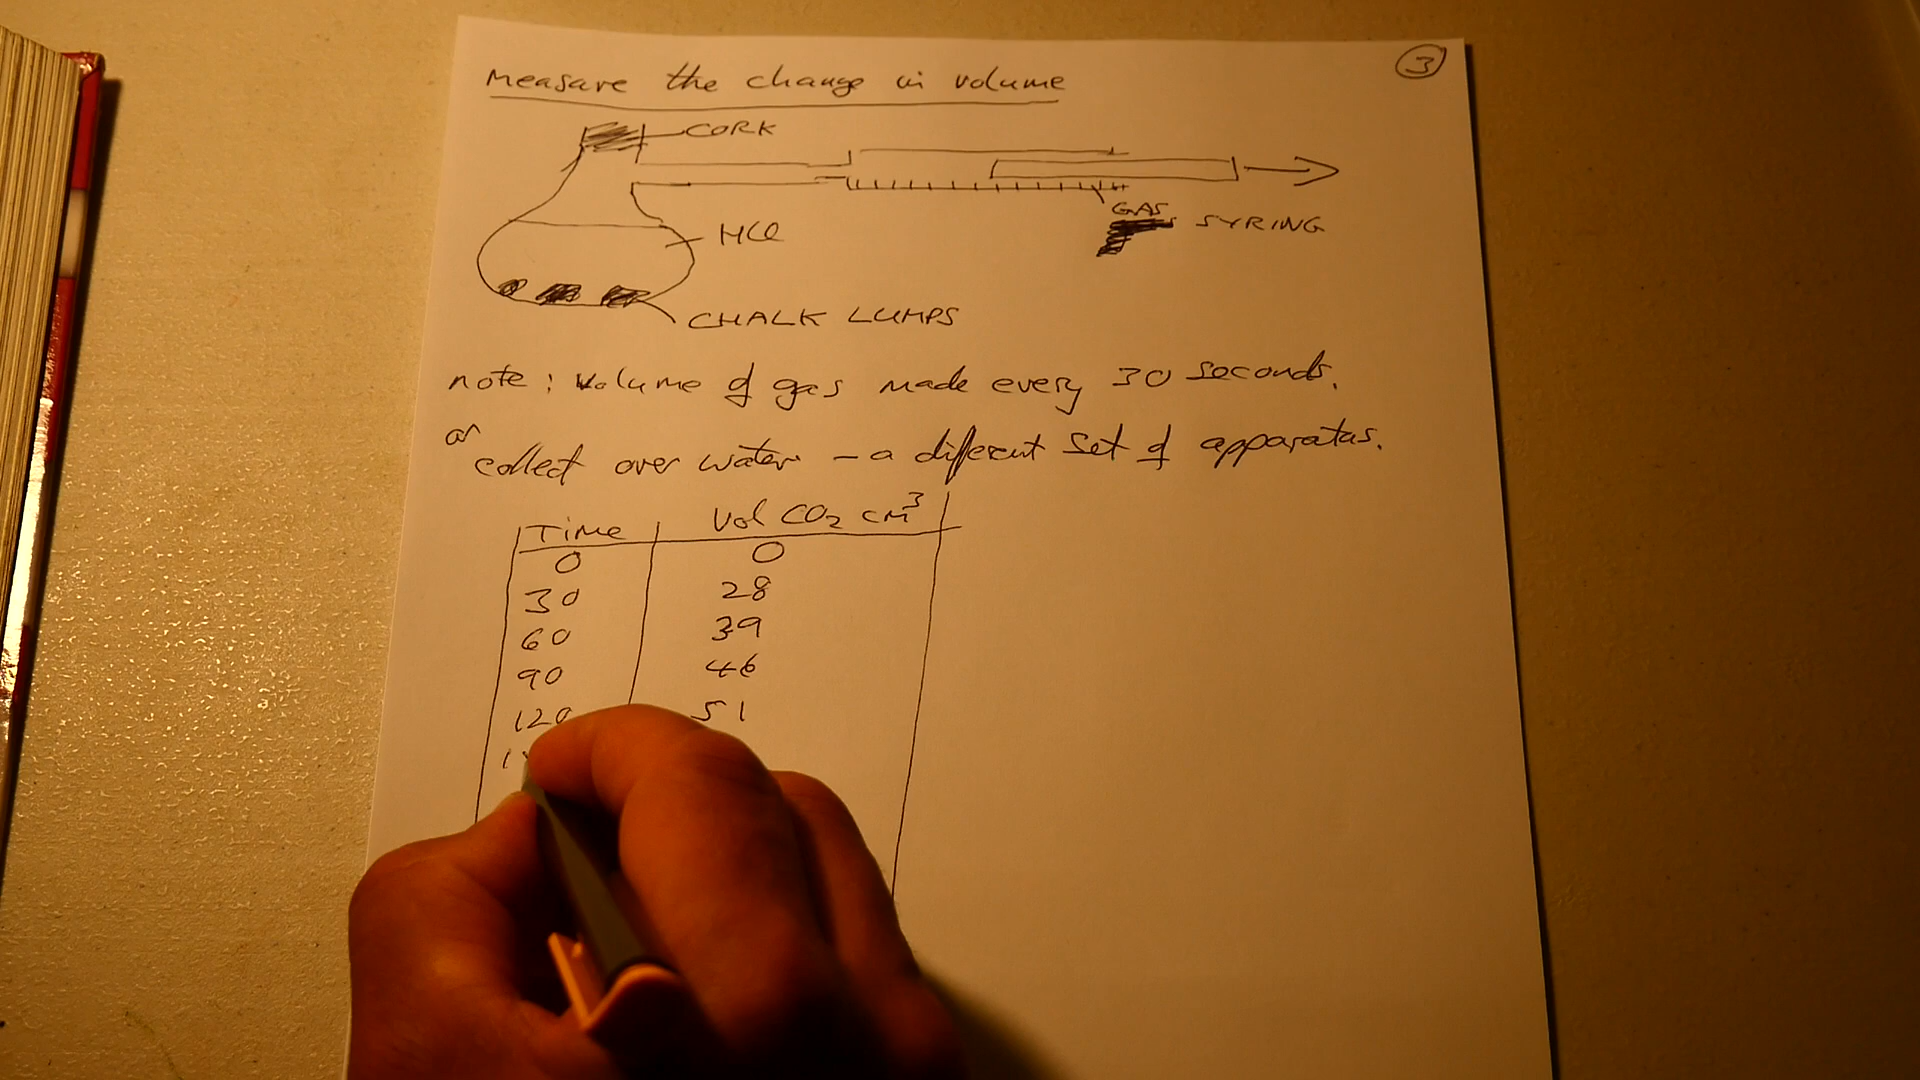 Measure the change in volume
3
CORK
GAS
SYRING
HCl
CHALK LUMPS
note: volume of gas made every 30 seconds.
or
collect over water - a different set of apparatus.
Time Vol CO2 cm³
0 0
30 28
60 39
90 46
120 51